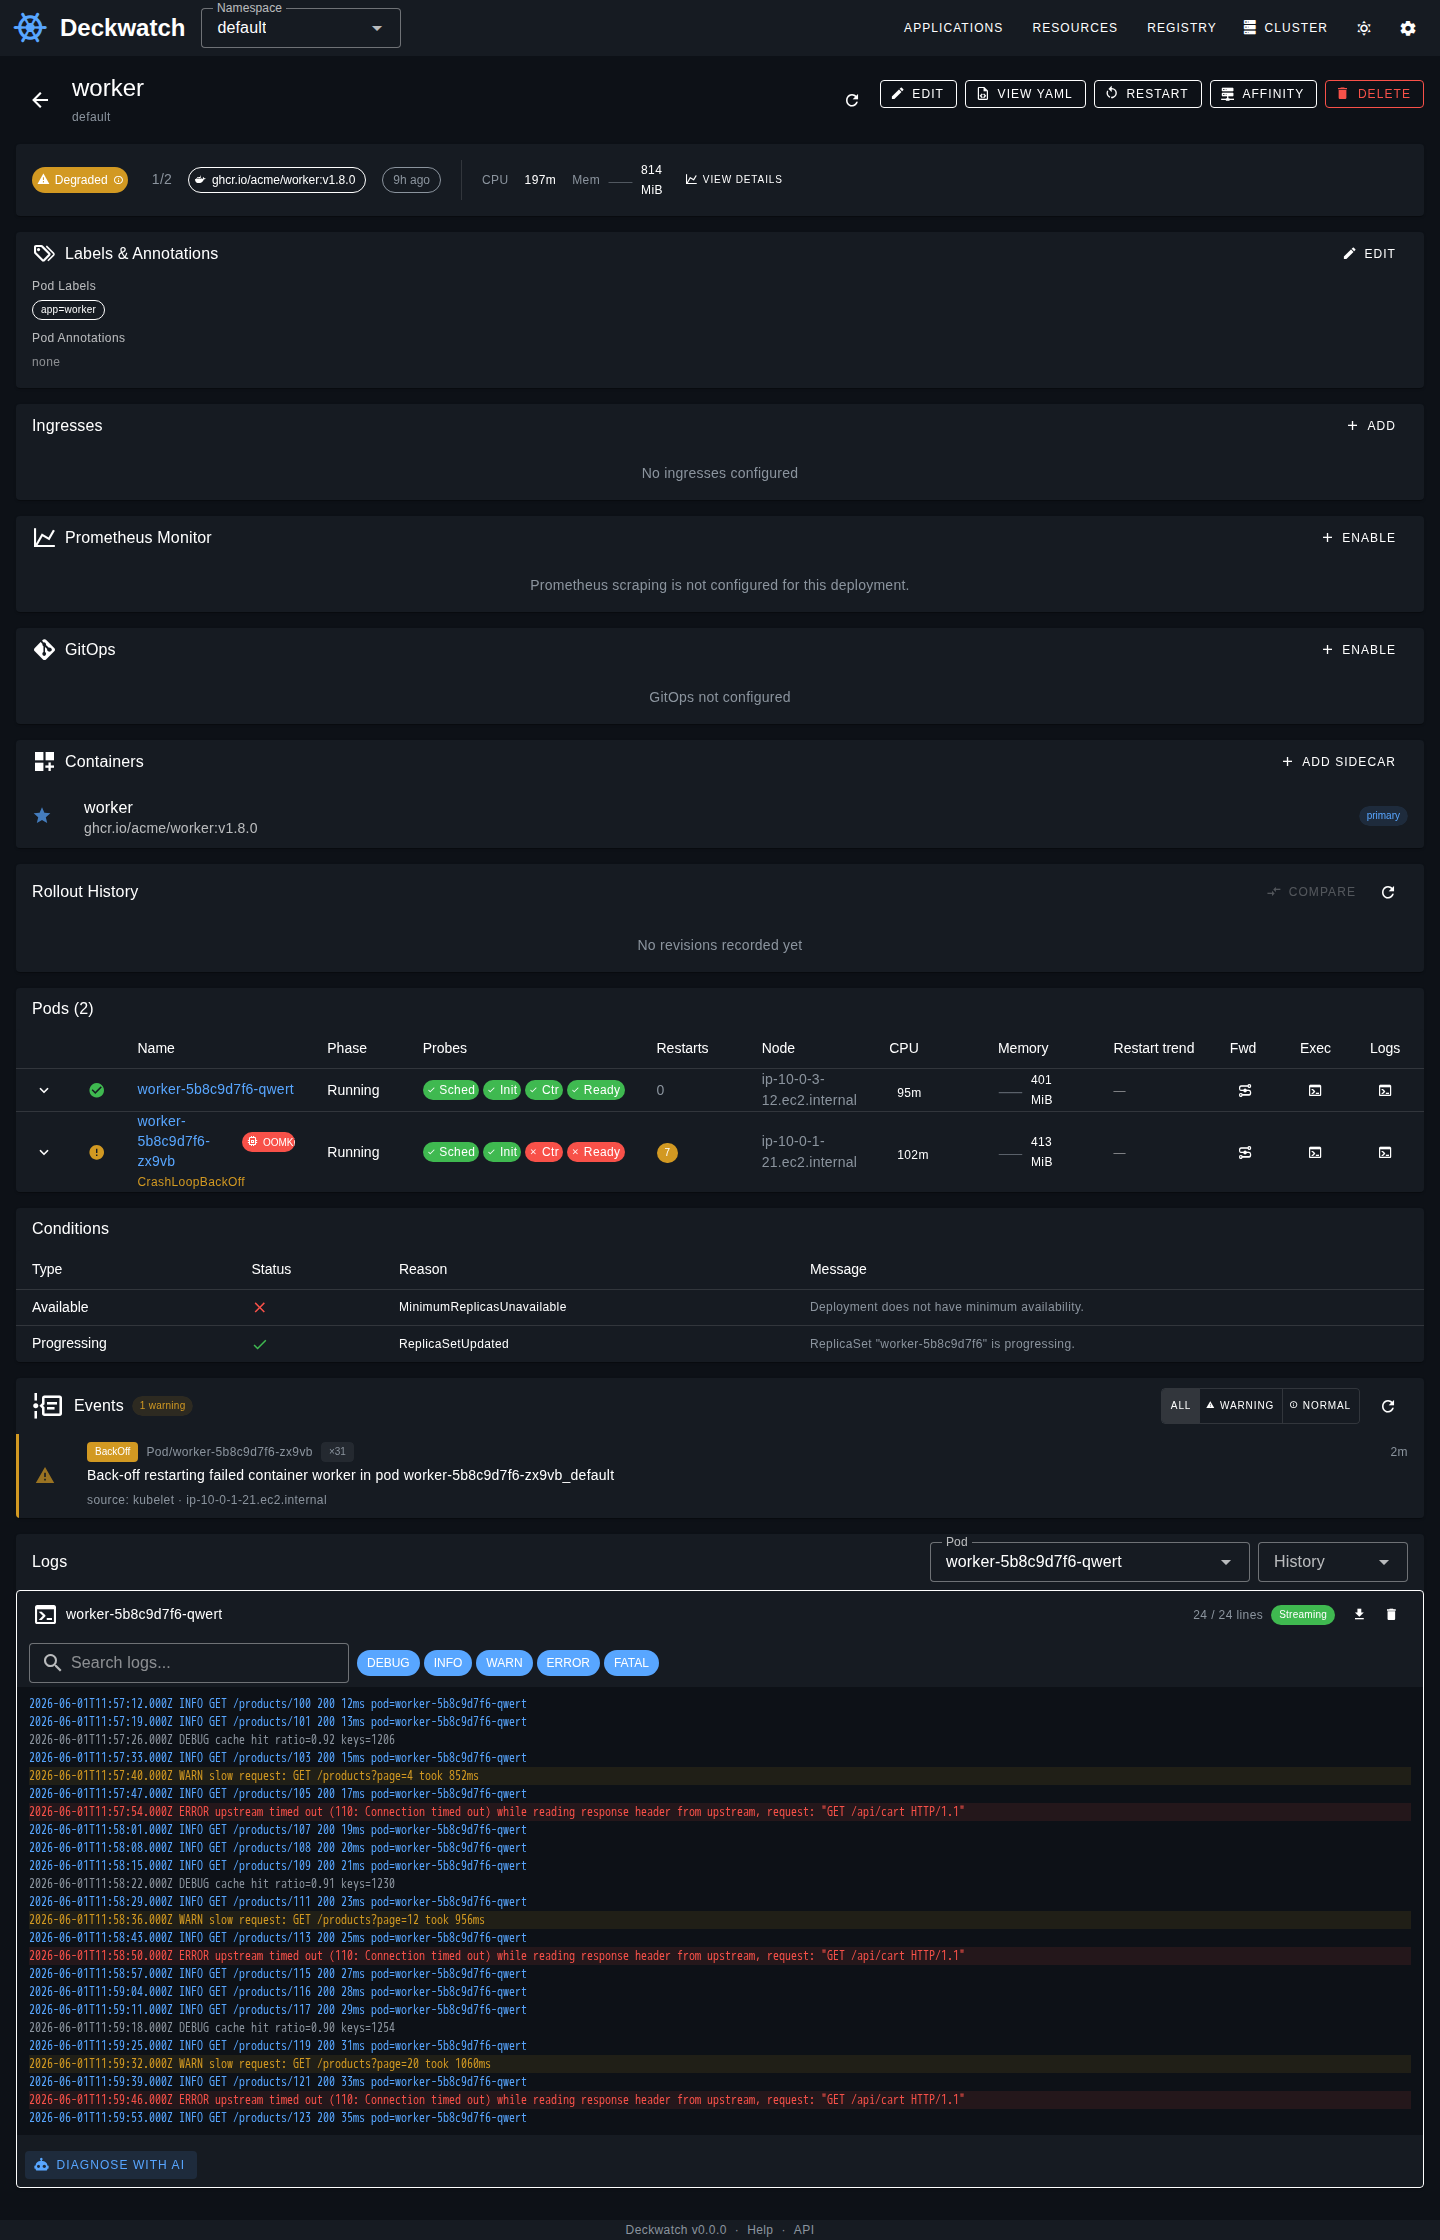 Deckwatch
Namespace
default
APPLICATIONS
RESOURCES
REGISTRY
CLUSTER
worker
default
EDIT
VIEW YAML
RESTART
AFFINITY
DELETE
Degraded
1/2
ghcr.io/acme/worker:v1.8.0
9h ago
CPU
197m
Mem
814
MiB
VIEW DETAILS
Labels & Annotations
EDIT
Pod Labels
app=worker
Pod Annotations
none
Ingresses
ADD
No ingresses configured
Prometheus Monitor
ENABLE
Prometheus scraping is not configured for this deployment.
GitOps
ENABLE
GitOps not configured
Containers
ADD SIDECAR
worker
ghcr.io/acme/worker:v1.8.0
primary
Rollout History
COMPARE
No revisions recorded yet
Pods (2)
Name Phase Probes Restarts Node CPU Memory Restart trend Fwd Exec Logs
worker-5b8c9d7f6-qwert
Running
Sched Init Ctr Ready
0
ip-10-0-3-
12.ec2.internal
95m
401
MiB
—
worker-
5b8c9d7f6-
zx9vb
OOMK
CrashLoopBackOff
Running
Sched Init Ctr Ready
7
ip-10-0-1-
21.ec2.internal
102m
413
MiB
—
Conditions
Type Status Reason Message
Available MinimumReplicasUnavailable Deployment does not have minimum availability.
Progressing ReplicaSetUpdated ReplicaSet "worker-5b8c9d7f6" is progressing.
Events
1 warning
ALL
WARNING
NORMAL
BackOff Pod/worker-5b8c9d7f6-zx9vb ×31
2m
Back-off restarting failed container worker in pod worker-5b8c9d7f6-zx9vb_default
source: kubelet · ip-10-0-1-21.ec2.internal
Logs
Pod
worker-5b8c9d7f6-qwert
History
worker-5b8c9d7f6-qwert
24 / 24 lines
Streaming
Search logs...
DEBUG
INFO
WARN
ERROR
FATAL
2026-06-01T11:57:12.000Z INFO GET /products/100 200 12ms pod=worker-5b8c9d7f6-qwert
2026-06-01T11:57:19.000Z INFO GET /products/101 200 13ms pod=worker-5b8c9d7f6-qwert
2026-06-01T11:57:26.000Z DEBUG cache hit ratio=0.92 keys=1206
2026-06-01T11:57:33.000Z INFO GET /products/103 200 15ms pod=worker-5b8c9d7f6-qwert
2026-06-01T11:57:40.000Z WARN slow request: GET /products?page=4 took 852ms
2026-06-01T11:57:47.000Z INFO GET /products/105 200 17ms pod=worker-5b8c9d7f6-qwert
2026-06-01T11:57:54.000Z ERROR upstream timed out (110: Connection timed out) while reading response header from upstream, request: "GET /api/cart HTTP/1.1"
2026-06-01T11:58:01.000Z INFO GET /products/107 200 19ms pod=worker-5b8c9d7f6-qwert
2026-06-01T11:58:08.000Z INFO GET /products/108 200 20ms pod=worker-5b8c9d7f6-qwert
2026-06-01T11:58:15.000Z INFO GET /products/109 200 21ms pod=worker-5b8c9d7f6-qwert
2026-06-01T11:58:22.000Z DEBUG cache hit ratio=0.91 keys=1230
2026-06-01T11:58:29.000Z INFO GET /products/111 200 23ms pod=worker-5b8c9d7f6-qwert
2026-06-01T11:58:36.000Z WARN slow request: GET /products?page=12 took 956ms
2026-06-01T11:58:43.000Z INFO GET /products/113 200 25ms pod=worker-5b8c9d7f6-qwert
2026-06-01T11:58:50.000Z ERROR upstream timed out (110: Connection timed out) while reading response header from upstream, request: "GET /api/cart HTTP/1.1"
2026-06-01T11:58:57.000Z INFO GET /products/115 200 27ms pod=worker-5b8c9d7f6-qwert
2026-06-01T11:59:04.000Z INFO GET /products/116 200 28ms pod=worker-5b8c9d7f6-qwert
2026-06-01T11:59:11.000Z INFO GET /products/117 200 29ms pod=worker-5b8c9d7f6-qwert
2026-06-01T11:59:18.000Z DEBUG cache hit ratio=0.90 keys=1254
2026-06-01T11:59:25.000Z INFO GET /products/119 200 31ms pod=worker-5b8c9d7f6-qwert
2026-06-01T11:59:32.000Z WARN slow request: GET /products?page=20 took 1060ms
2026-06-01T11:59:39.000Z INFO GET /products/121 200 33ms pod=worker-5b8c9d7f6-qwert
2026-06-01T11:59:46.000Z ERROR upstream timed out (110: Connection timed out) while reading response header from upstream, request: "GET /api/cart HTTP/1.1"
2026-06-01T11:59:53.000Z INFO GET /products/123 200 35ms pod=worker-5b8c9d7f6-qwert
DIAGNOSE WITH AI
Deckwatch v0.0.0 · Help · API